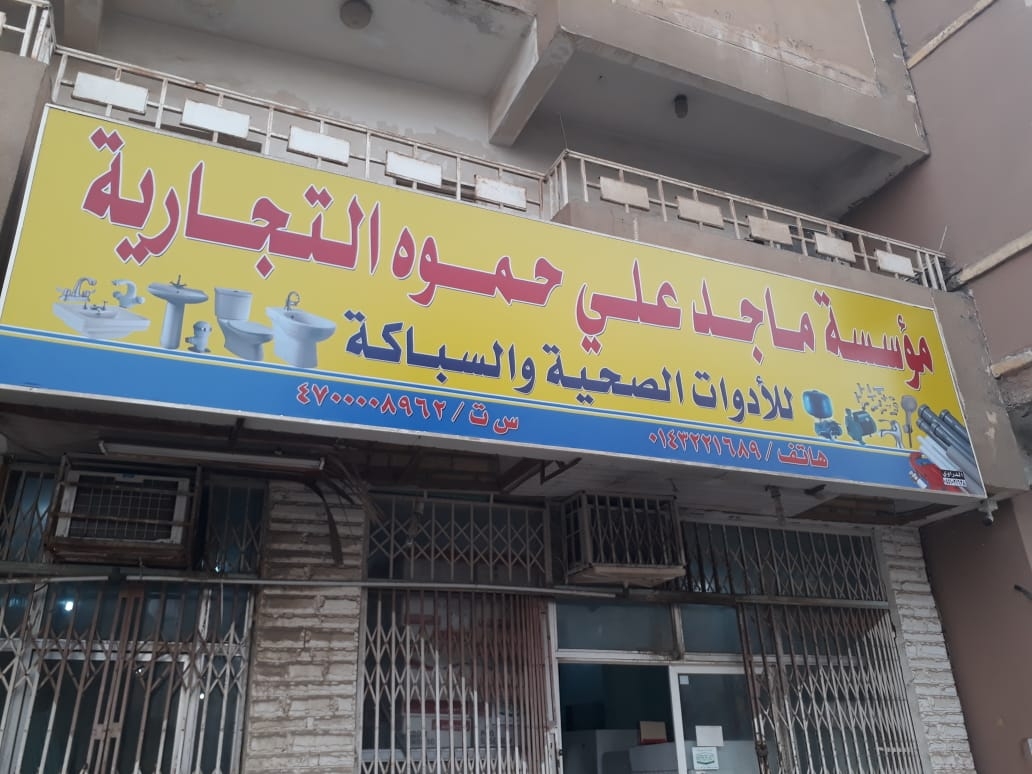 مؤسسة ماجد علي حموه التجارية
للأدوات الصحية والسباكة
هاتف / ٠١٤٣٢٢١٦٨٩
س ت / ٤٧٠٠٠٠٨٩٦٢